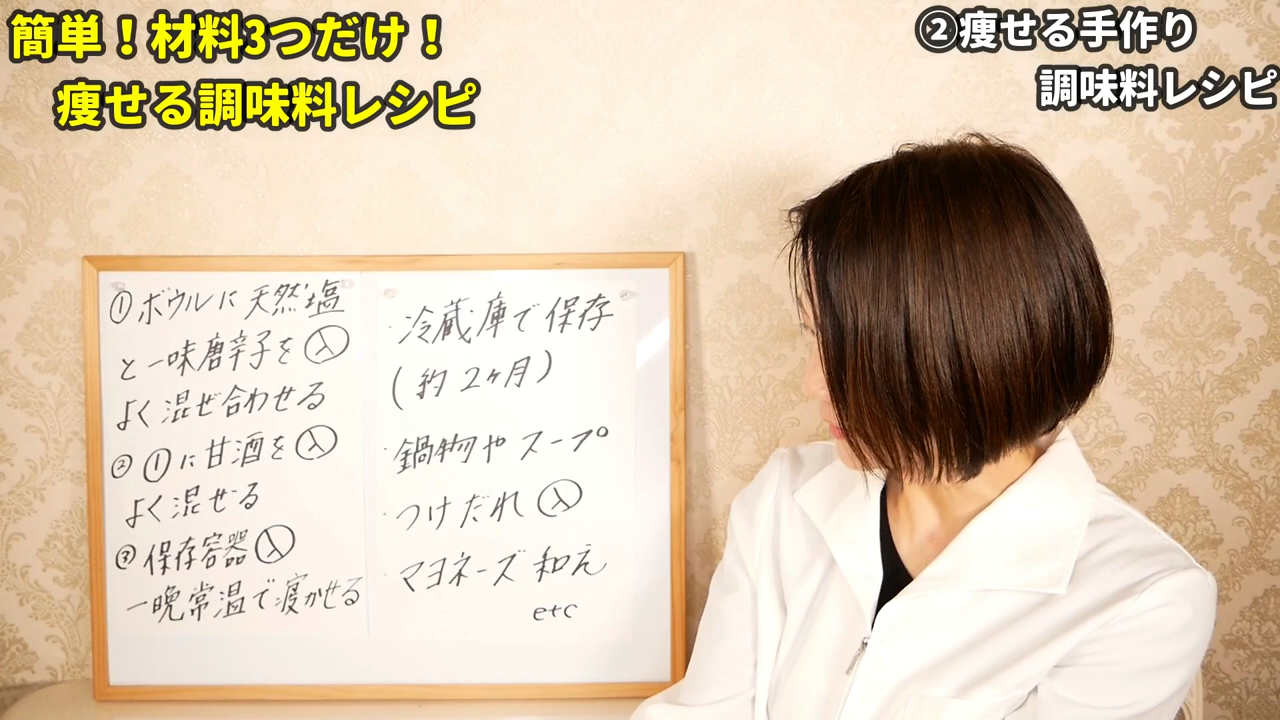 簡単！材料3つだけ！
痩せる調味料レシピ
②痩せる手作り
調味料レシピ
①ボウルに天然塩
と一味唐辛子を入
よく混ぜ合わせる
②①に甘酒を入
よく混ぜる
③保存容器入
一晩常温で寝かせる
・冷蔵庫で保存
(約2ヶ月)
・鍋物やスープ
・つけだれ入
・マヨネーズ和え
etc